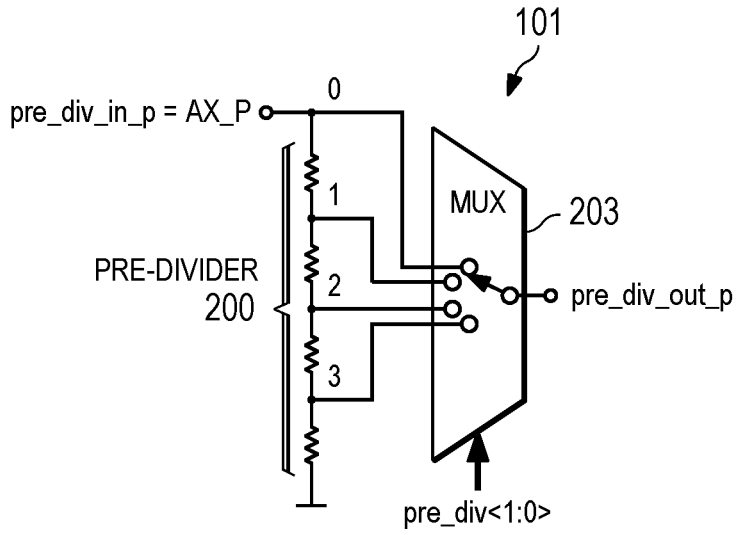 101
0
pre_div_in_p = AX_P
1
MUX
203
PRE-DIVIDER
200
2
pre_div_out_p
3
pre_div<1:0>